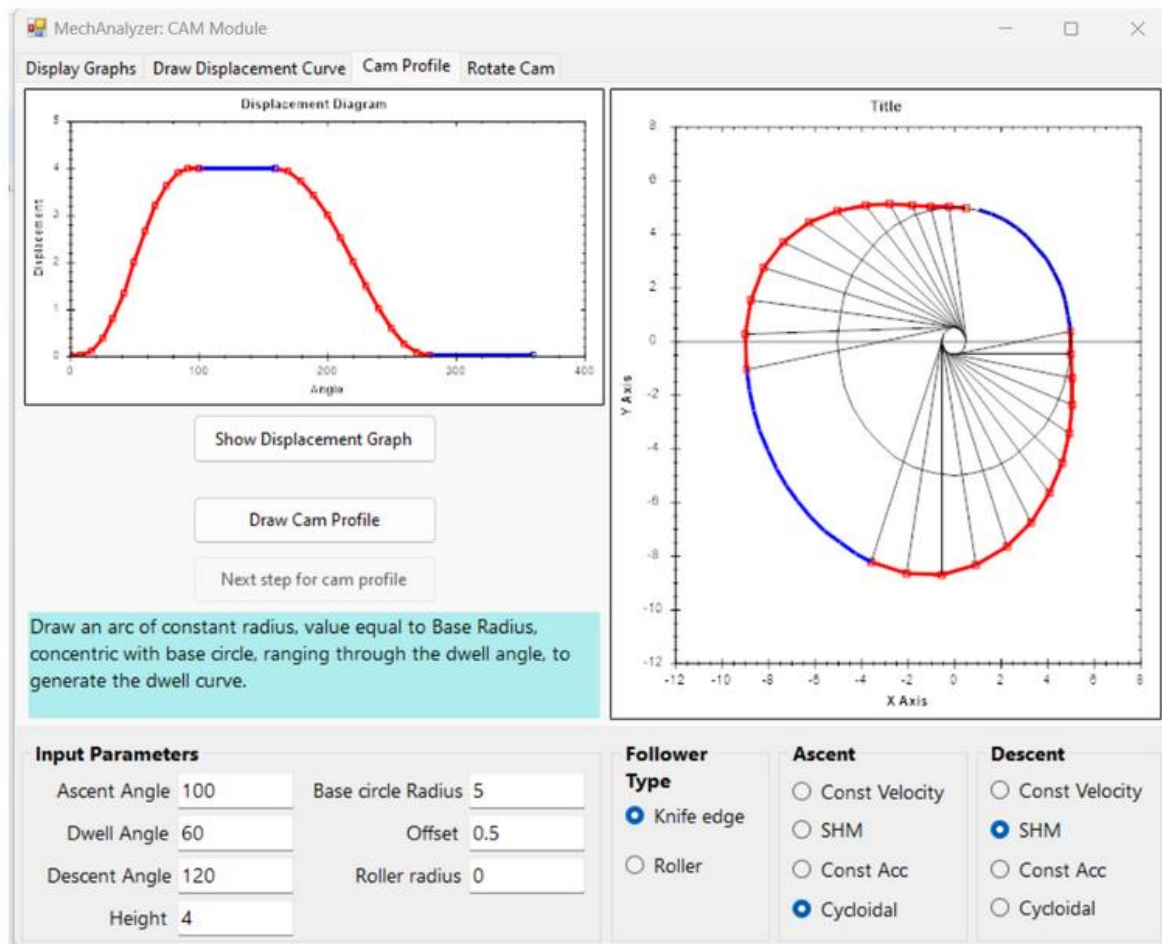 MechAnalyzer: CAM Module
Display Graphs Draw Displacement Curve Cam Profile Rotate Cam
Displacement Diagram
5
4
3
2
1
0
0 100 200 300 400
Displacement
Angle
Show Displacement Graph
Draw Cam Profile
Next step for cam profile
Draw an arc of constant radius, value equal to Base Radius,
concentric with base circle, ranging through the dwell angle, to
generate the dwell curve.
Title
8
6
4
2
0
-2
-4
-6
-8
-10
-12
-12 -10 -8 -6 -4 -2 0 2 4 6 8
Y Axis
X Axis
Input Parameters
Ascent Angle 100 Base circle Radius 5
Dwell Angle 60 Offset 0.5
Descent Angle 120 Roller radius 0
Height 4
Follower
Type
Knife edge
Roller
Ascent
Const Velocity
SHM
Const Acc
Cycloidal
Descent
Const Velocity
SHM
Const Acc
Cycloidal